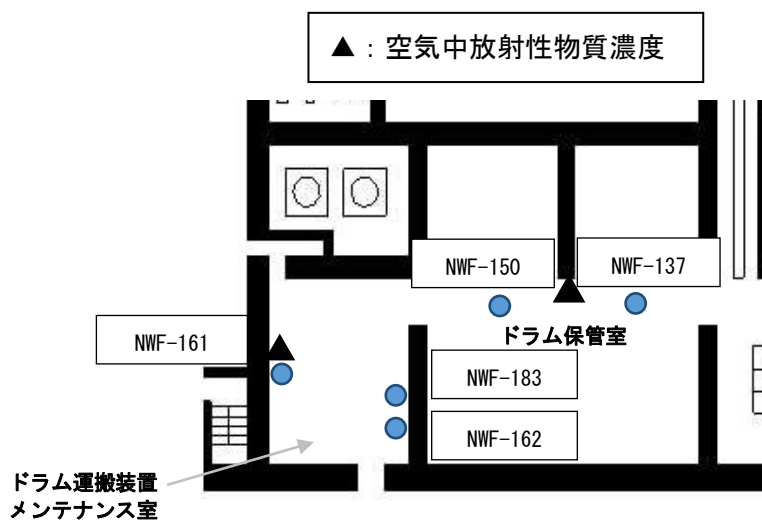 ▲：空気中放射性物質濃度
NWF-150
NWF-137
ドラム保管室
NWF-161
NWF-183
NWF-162
ドラム運搬装置
メンテナンス室